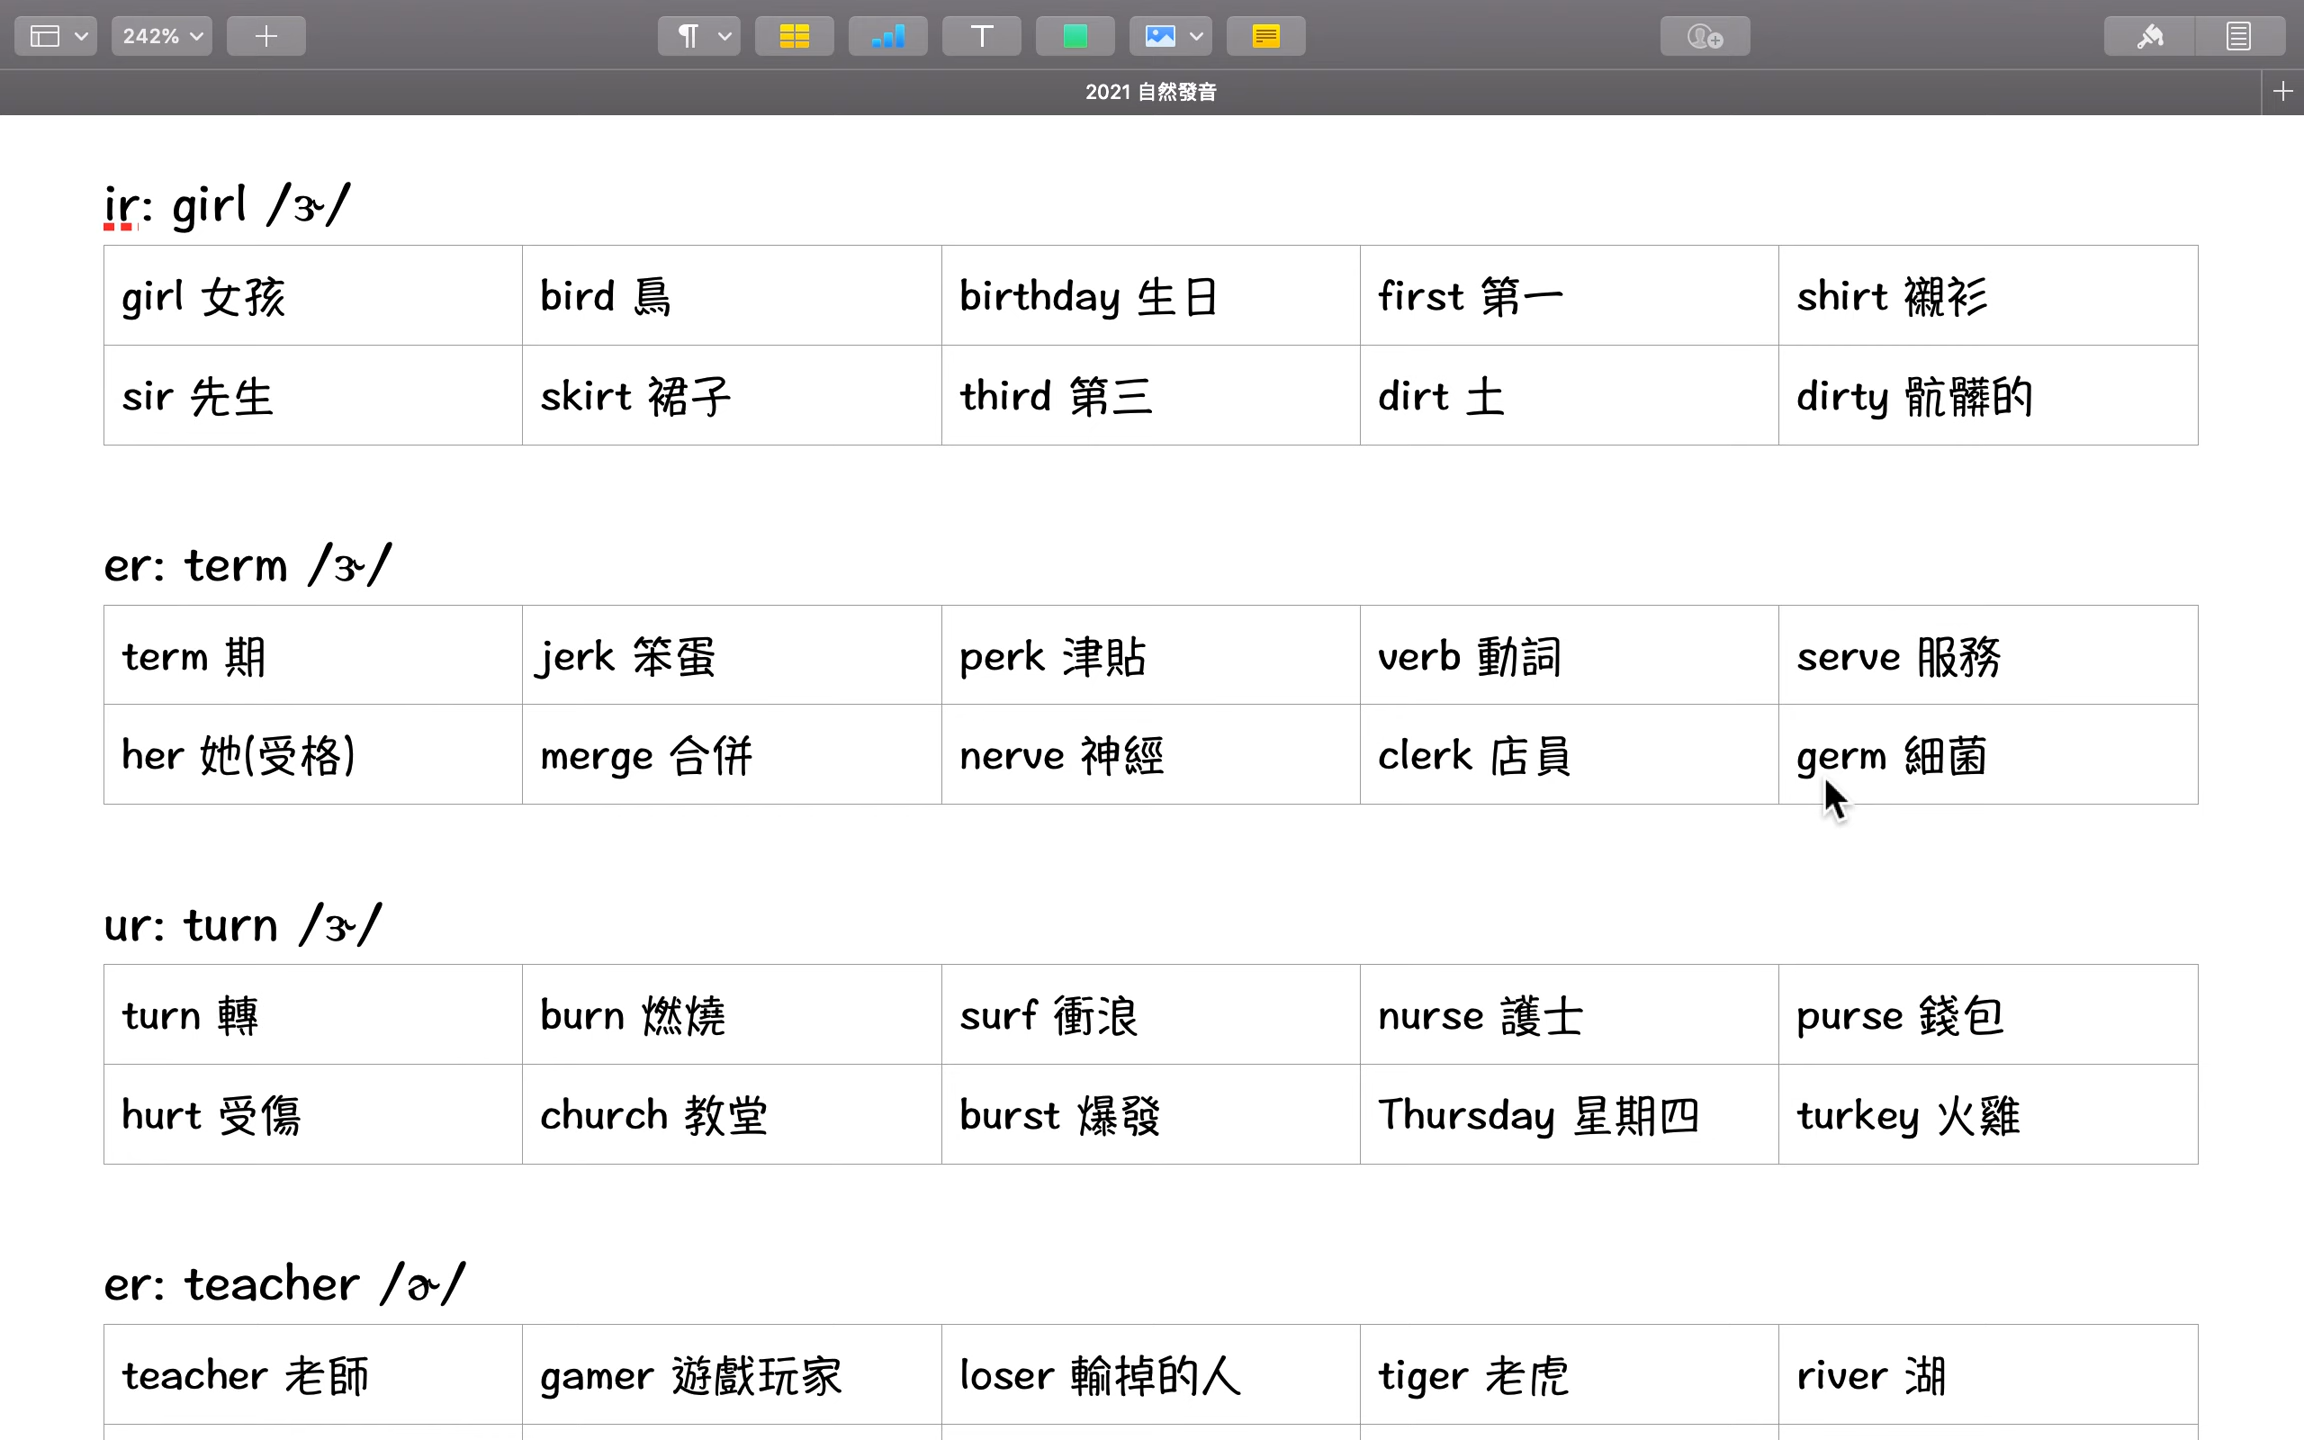 242%
2021 自然發音
ir: girl /ɝ/
girl 女孩 bird 鳥 birthday 生日 first 第一 shirt 襯衫
sir 先生 skirt 裙子 third 第三 dirt 土 dirty 骯髒的
er: term /ɝ/
term 期 jerk 笨蛋 perk 津貼 verb 動詞 serve 服務
her 她(受格) merge 合併 nerve 神經 clerk 店員 germ 細菌
ur: turn /ɝ/
turn 轉 burn 燃燒 surf 衝浪 nurse 護士 purse 錢包
hurt 受傷 church 教堂 burst 爆發 Thursday 星期四 turkey 火雞
er: teacher /ɚ/
teacher 老師 gamer 遊戲玩家 loser 輸掉的人 tiger 老虎 river 湖